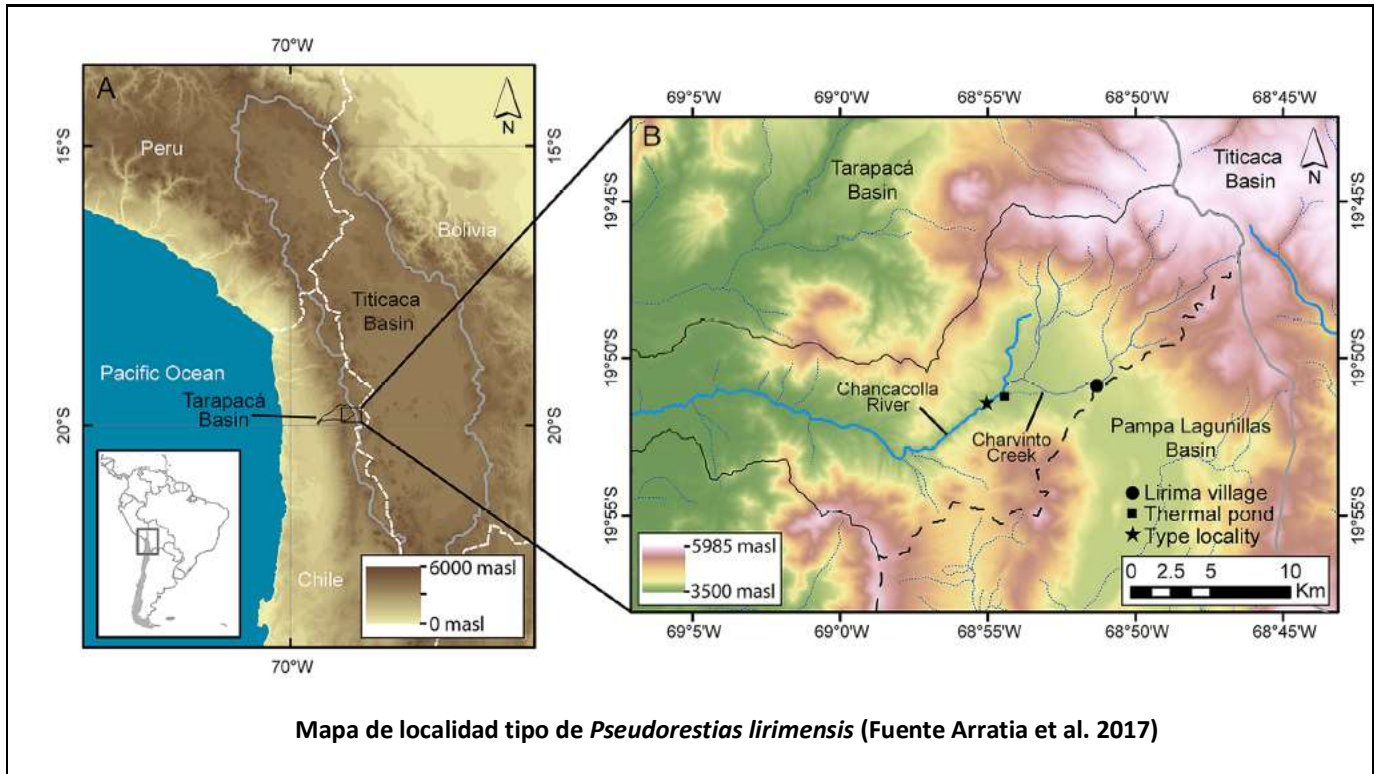 70°W
A
N
15°S
15°S
Peru
Bolivia
Titicaca
Basin
Pacific Ocean
Tarapacá
Basin
20°S
20°S
Chile
6000 masl
0 masl
70°W
69°5'W
69°0'W
68°55'W
68°50'W
68°45'W
B
N
Tarapacá
Basin
Titicaca
Basin
19°45'S
19°45'S
19°50'S
19°50'S
Chancacolla
River
Charvinto
Creek
Pampa Lagunillas
Basin
Lirima village
Thermal pond
Type locality
19°55'S
19°55'S
5985 masl
3500 masl
0 2.5 5 10
Km
69°5'W
69°0'W
68°55'W
68°50'W
68°45'W
Mapa de localidad tipo de Pseudorestias lirimensis (Fuente Arratia et al. 2017)